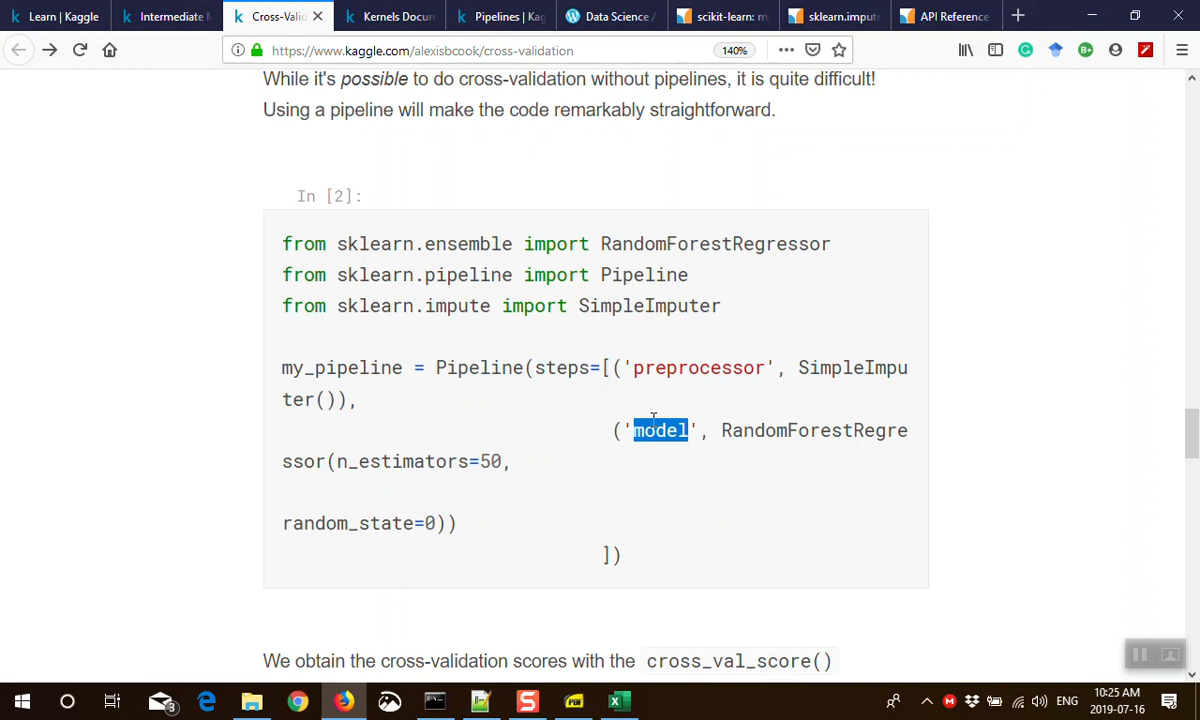 Learn | Kaggle
Intermediate M
Cross-Valid
Kernels Docum
Pipelines | Kag
Data Science /
scikit-learn: m
sklearn.impute
API Reference
https://www.kaggle.com/alexisbcook/cross-validation
140%
While it's possible to do cross-validation without pipelines, it is quite difficult!
Using a pipeline will make the code remarkably straightforward.
In [2]:
from sklearn.ensemble import RandomForestRegressor
from sklearn.pipeline import Pipeline
from sklearn.impute import SimpleImputer
my_pipeline = Pipeline(steps=[('preprocessor', SimpleImpu
ter()),
('model', RandomForestRegre
ssor(n_estimators=50,
random_state=0))
])
We obtain the cross-validation scores with the cross_val_score()
3
ENG
10:25 AM
2019-07-16